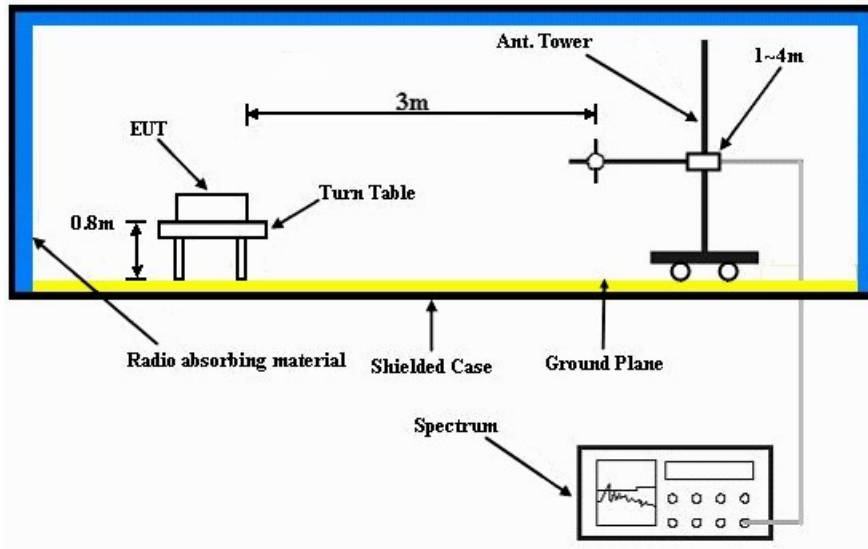 Ant. Tower
1~4m
3m
EUT
Turn Table
0.8m
Radio absorbing material
Shielded Case
Ground Plane
Spectrum